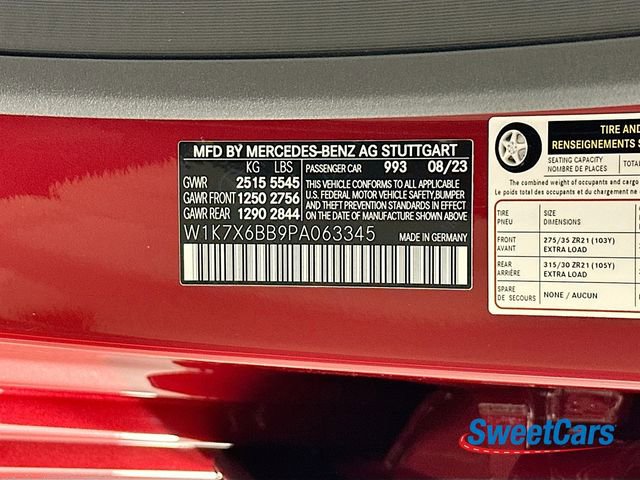 MFD BY MERCEDES-BENZ AG STUTTGART
KG LBS
PASSENGER CAR 993 08/23
GVWR 2515 5545
GAWR FRONT 1250 2756
GAWR REAR 1290 2844
THIS VEHICLE CONFORMS TO ALL APPLICABLE
U.S. FEDERAL MOTOR VEHICLE SAFETY,BUMPER
AND THEFT PREVENTION STANDARDS IN EFFECT
ON THE DATE OF MANUFACTURE SHOWN ABOVE.
W1K7X6BB9PA063345
MADE IN GERMANY
TIRE AND
RENSEIGNEMENTS S
SEATING CAPACITY
NOMBRE DE PLACES
TOTA
The combined weight of occupants and cargo
Le poids total des occupants et du chargement
TIRE
PNEU
SIZE
DIMENSIONS
FRONT
AVANT
275/35 ZR21 (103Y)
EXTRA LOAD
REAR
ARRIÈRE
315/30 ZR21 (105Y)
EXTRA LOAD
SPARE
DE SECOURS
NONE / AUCUN
SweetCars